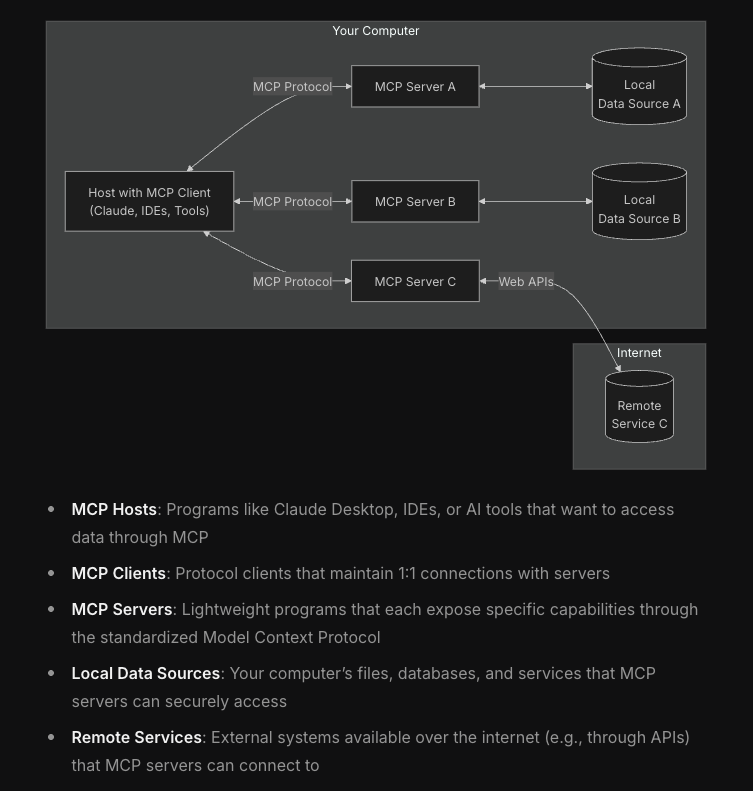 Your Computer
MCP Protocol
MCP Server A
Local
Data Source A
Host with MCP Client
(Claude, IDEs, Tools)
MCP Protocol
MCP Server B
Local
Data Source B
MCP Protocol
MCP Server C
Web APIs
Internet
Remote
Service C
• MCP Hosts: Programs like Claude Desktop, IDEs, or AI tools that want to access
data through MCP
• MCP Clients: Protocol clients that maintain 1:1 connections with servers
• MCP Servers: Lightweight programs that each expose specific capabilities through
the standardized Model Context Protocol
• Local Data Sources: Your computer’s files, databases, and services that MCP
servers can securely access
• Remote Services: External systems available over the internet (e.g., through APIs)
that MCP servers can connect to